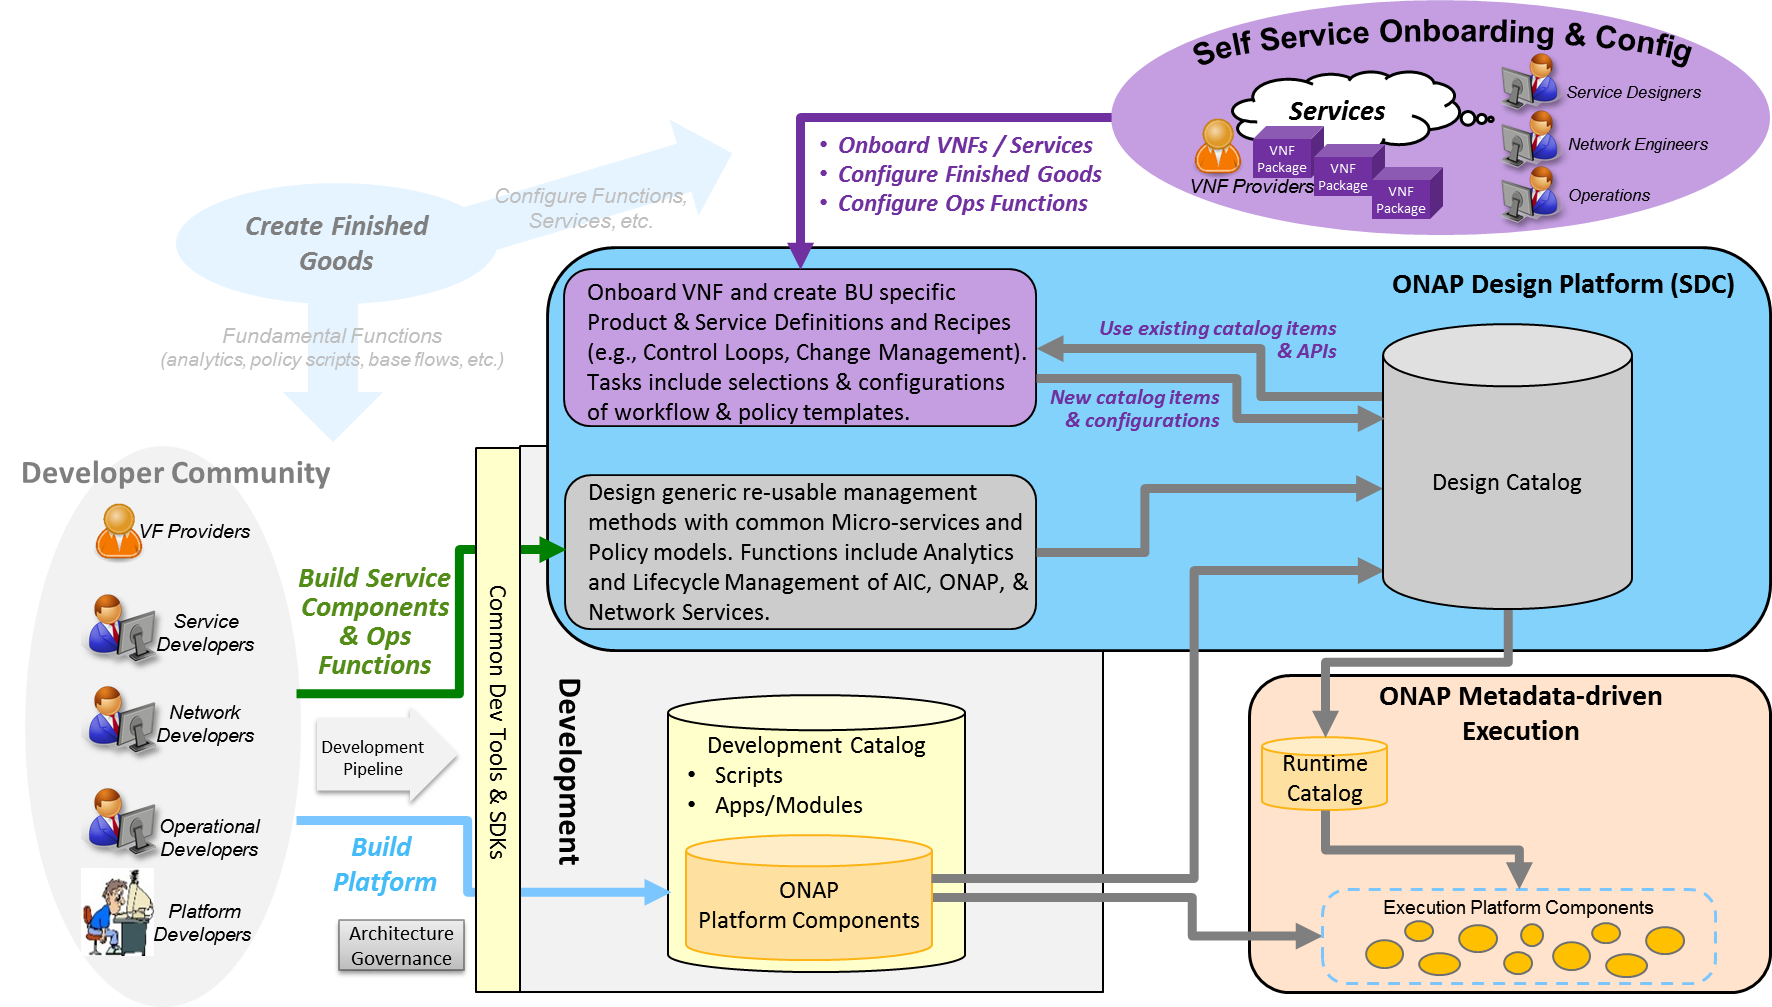 Self Service Onboarding & Config
Services
VNF Providers
VNF
Package
VNF
Package
VNF
Package
Service Designers
Network Engineers
Operations
• Onboard VNFs / Services
• Configure Finished Goods
• Configure Ops Functions
Configure Functions,
Services, etc.
Create Finished
Goods
Fundamental Functions
(analytics, policy scripts, base flows, etc.)
ONAP Design Platform (SDC)
Onboard VNF and create BU specific
Product & Service Definitions and Recipes
(e.g., Control Loops, Change Management).
Tasks include selections & configurations
of workflow & policy templates.
Use existing catalog items
& APIs
New catalog items
& configurations
Design Catalog
Design generic re-usable management
methods with common Micro-services and
Policy models. Functions include Analytics
and Lifecycle Management of AIC, ONAP, &
Network Services.
Developer Community
VF Providers
Service
Developers
Network
Developers
Operational
Developers
Platform
Developers
Build Service
Components
& Ops
Functions
Development
Pipeline
Build
Platform
Architecture
Governance
Common Dev Tools & SDKs
Development
Development Catalog
• Scripts
• Apps/Modules
ONAP
Platform Components
ONAP Metadata-driven
Execution
Runtime
Catalog
Execution Platform Components